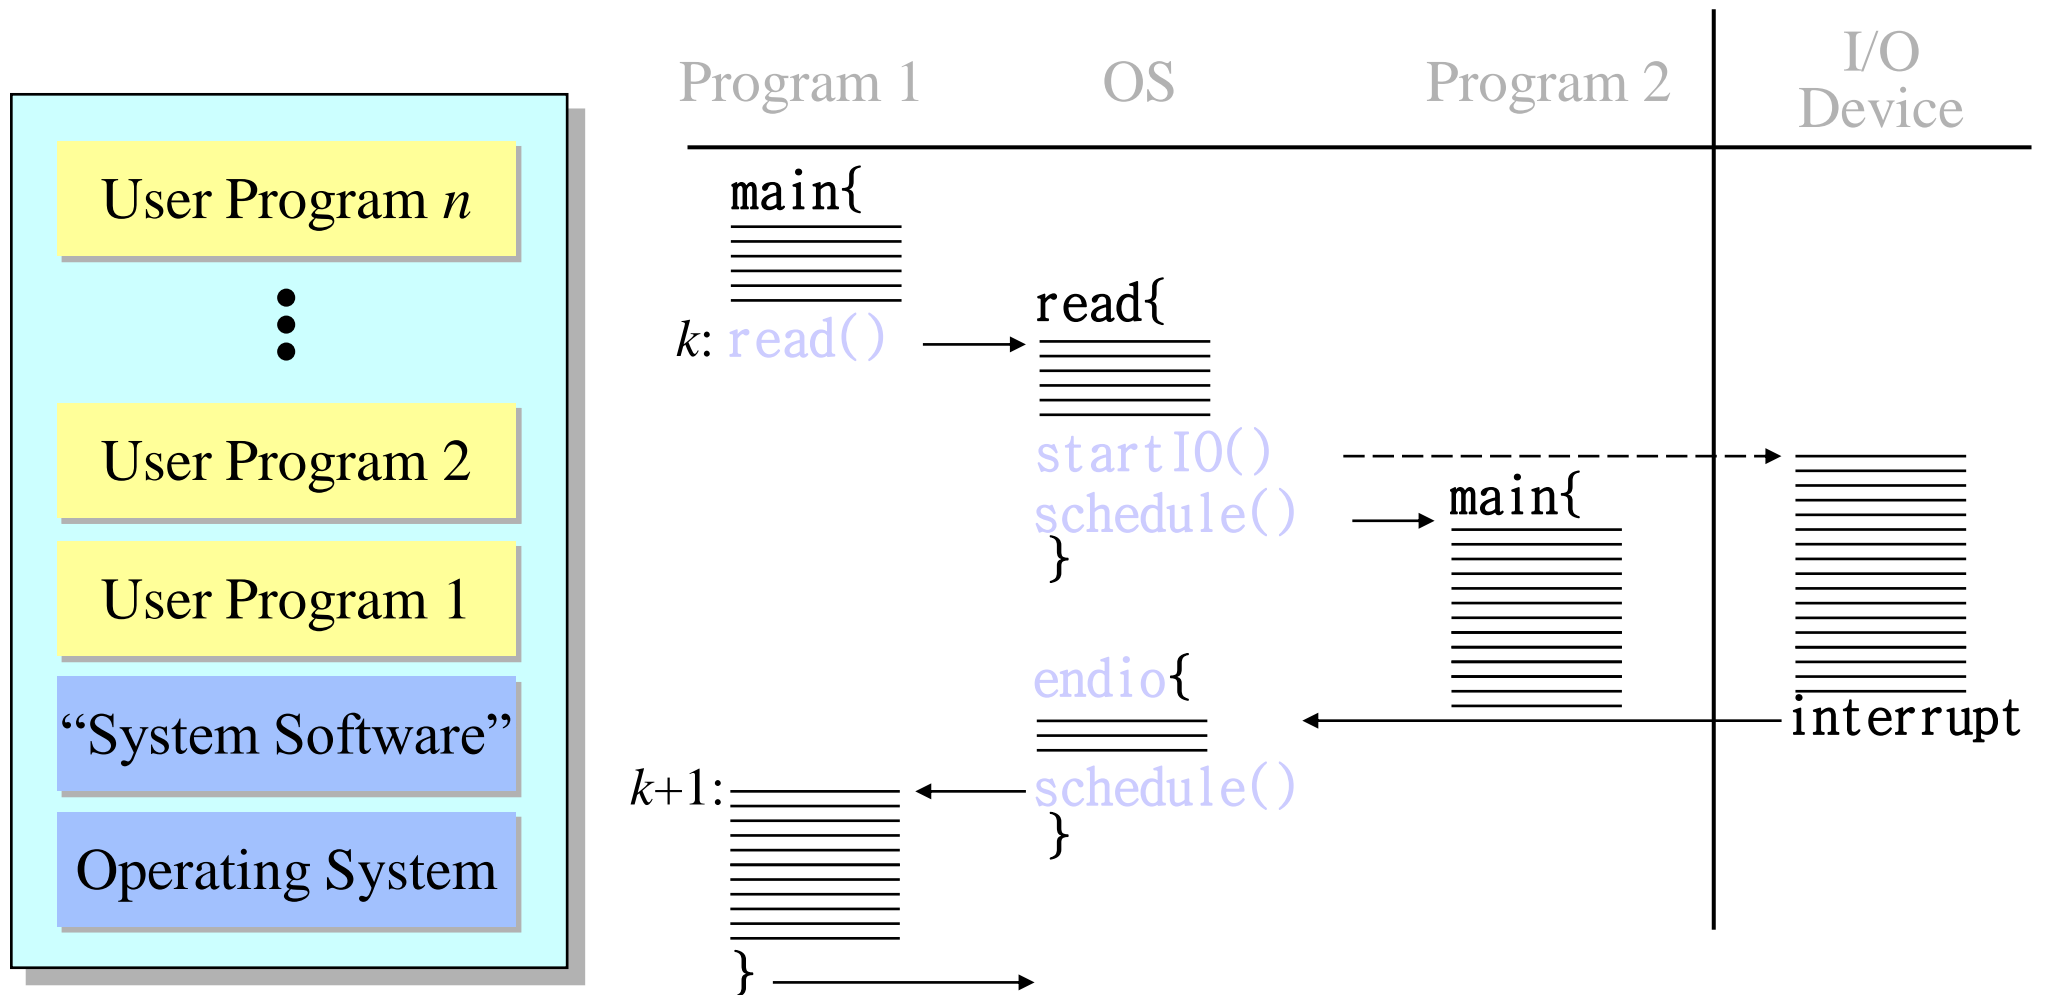 User Program n
User Program 2
User Program 1
“System Software”
Operating System
Program 1 OS Program 2 I/O Device
main{
k: read()
read{
startIO()
schedule()
}
main{
endio{
interrupt
k+1: schedule()
}
}